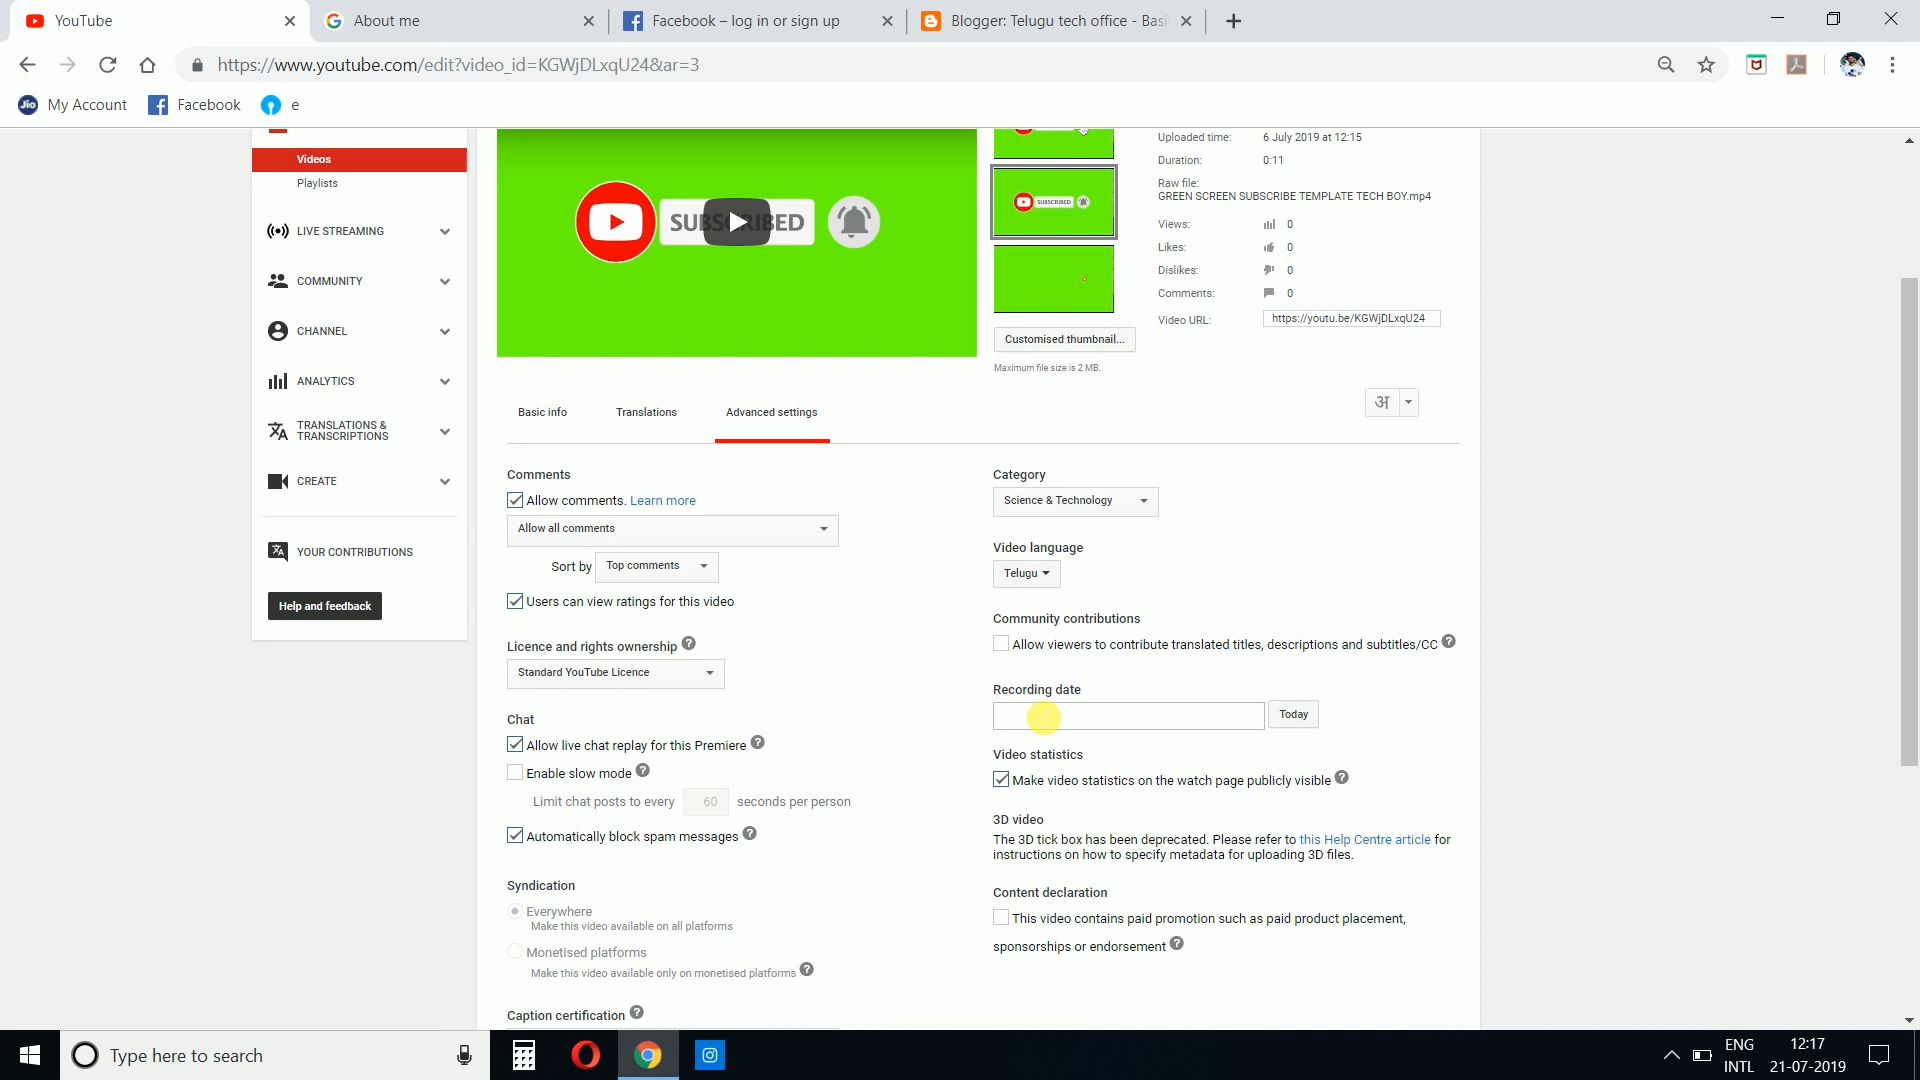 YouTube
About me
Facebook – log in or sign up
Blogger: Telugu tech office - Basi
https://www.youtube.com/edit?video_id=KGWjDLxqU24&ar=3
Jio My Account
Facebook
e
Videos
Playlists
LIVE STREAMING
COMMUNITY
CHANNEL
ANALYTICS
TRANSLATIONS &
TRANSCRIPTIONS
CREATE
YOUR CONTRIBUTIONS
Help and feedback
SUBSCRIBED
SUBSCRIBED
Customised thumbnail...
Maximum file size is 2 MB.
Uploaded time: 6 July 2019 at 12:15
Duration: 0:11
Raw file:
GREEN SCREEN SUBSCRIBE TEMPLATE TECH BOY.mp4
Views: 0
Likes: 0
Dislikes: 0
Comments: 0
Video URL: https://youtu.be/KGWjDLxqU24
Basic info
Translations
Advanced settings
अ
Comments
Allow comments. Learn more
Allow all comments
Sort by Top comments
Users can view ratings for this video
Licence and rights ownership ?
Standard YouTube Licence
Chat
Allow live chat replay for this Premiere ?
Enable slow mode ?
Limit chat posts to every 60 seconds per person
Automatically block spam messages ?
Syndication
Everywhere
Make this video available on all platforms
Monetised platforms
Make this video available only on monetised platforms ?
Caption certification ?
Category
Science & Technology
Video language
Telugu
Community contributions
Allow viewers to contribute translated titles, descriptions and subtitles/CC ?
Recording date
Today
Video statistics
Make video statistics on the watch page publicly visible ?
3D video
The 3D tick box has been deprecated. Please refer to this Help Centre article for
instructions on how to specify metadata for uploading 3D files.
Content declaration
This video contains paid promotion such as paid product placement,
sponsorships or endorsement ?
Type here to search
ENG
INTL
12:17
21-07-2019